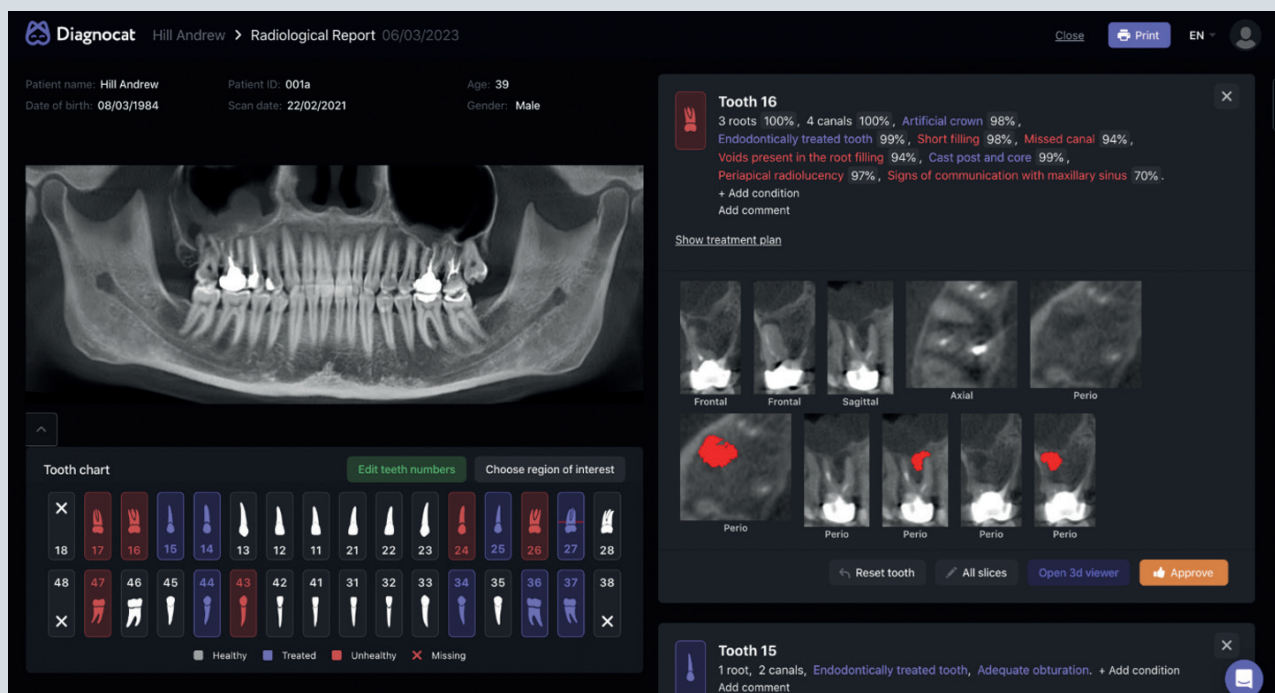 Diagnocat Hill Andrew > Radiological Report 06/03/2023
Close Print EN
Patient name: Hill Andrew Patient ID: 001a Age: 39
Date of birth: 08/03/1984 Scan date: 22/02/2021 Gender: Male
Tooth chart Edit teeth numbers Choose region of interest
18 17 16 15 14 13 12 11 21 22 23 24 25 26 27 28
48 47 46 45 44 43 42 41 31 32 33 34 35 36 37 38
Healthy Treated Unhealthy Missing
Tooth 16
3 roots 100%, 4 canals 100%, Artificial crown 98%,
Endodontically treated tooth 99%, Short filling 98%, Missed canal 94%,
Voids present in the root filling 94%, Cast post and core 99%,
Periapical radiolucency 97%, Signs of communication with maxillary sinus 70%.
+ Add condition
Add comment
Show treatment plan
Frontal Frontal Sagittal Axial Perio
Perio Perio Perio Perio Perio
Reset tooth All slices Open 3d viewer Approve
Tooth 15
1 root, 2 canals, Endodontically treated tooth, Adequate obturation. + Add condition
Add comment